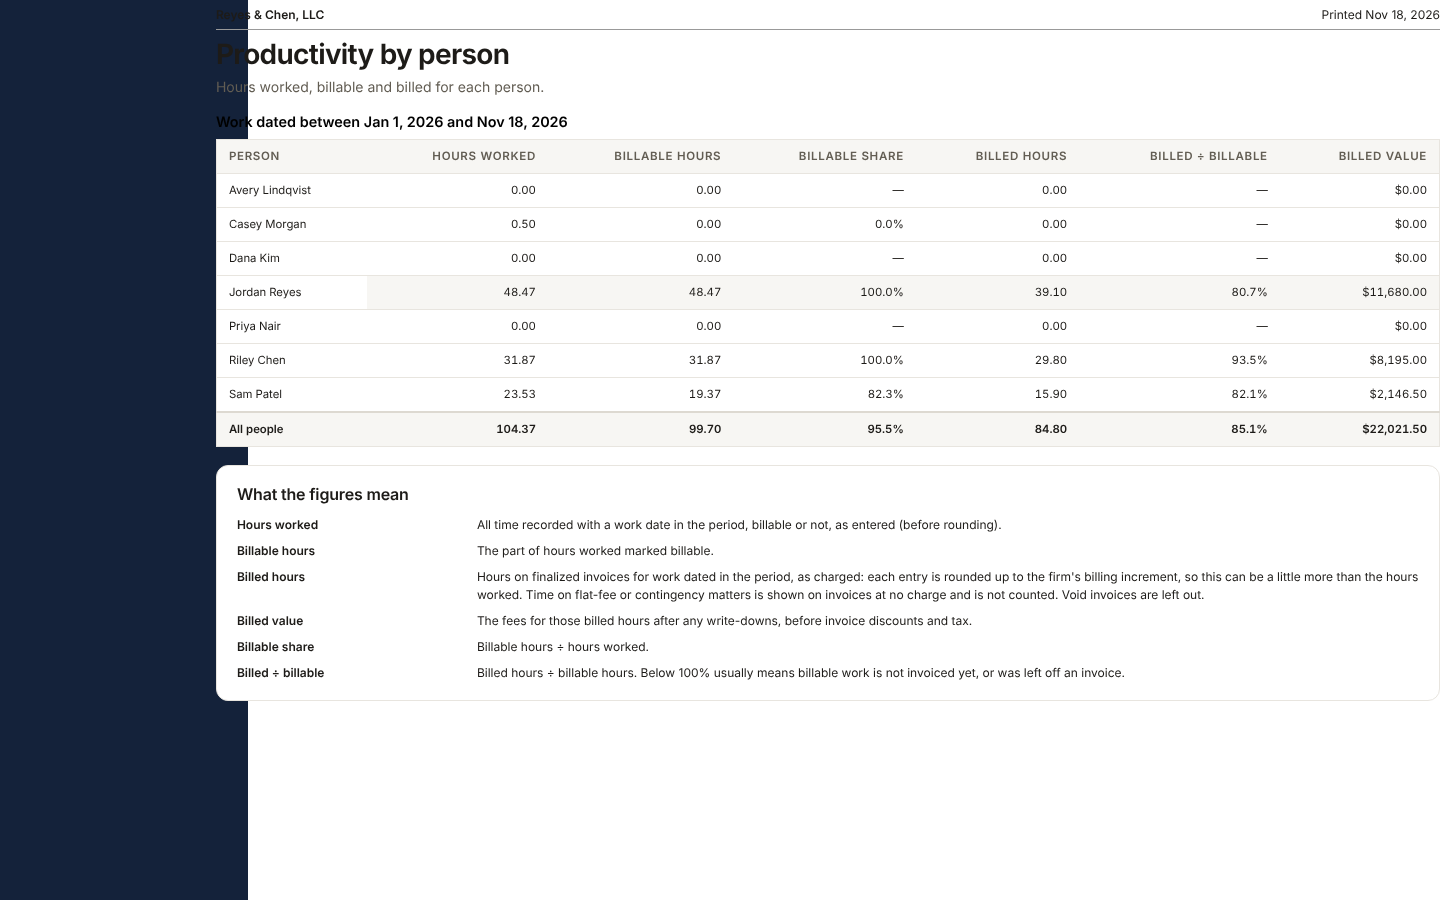 Reyes & Chen, LLC
Printed Nov 18, 2026
Productivity by person
Hours worked, billable and billed for each person.
Work dated between Jan 1, 2026 and Nov 18, 2026
PERSON HOURS WORKED BILLABLE HOURS BILLABLE SHARE BILLED HOURS BILLED ÷ BILLABLE BILLED VALUE
Avery Lindqvist 0.00 0.00 — 0.00 — $0.00
Casey Morgan 0.50 0.00 0.0% 0.00 — $0.00
Dana Kim 0.00 0.00 — 0.00 — $0.00
Jordan Reyes 48.47 48.47 100.0% 39.10 80.7% $11,680.00
Priya Nair 0.00 0.00 — 0.00 — $0.00
Riley Chen 31.87 31.87 100.0% 29.80 93.5% $8,195.00
Sam Patel 23.53 19.37 82.3% 15.90 82.1% $2,146.50
All people 104.37 99.70 95.5% 84.80 85.1% $22,021.50
What the figures mean
Hours worked All time recorded with a work date in the period, billable or not, as entered (before rounding).
Billable hours The part of hours worked marked billable.
Billed hours Hours on finalized invoices for work dated in the period, as charged: each entry is rounded up to the firm's billing increment, so this can be a little more than the hours
worked. Time on flat-fee or contingency matters is shown on invoices at no charge and is not counted. Void invoices are left out.
Billed value The fees for those billed hours after any write-downs, before invoice discounts and tax.
Billable share Billable hours ÷ hours worked.
Billed ÷ billable Billed hours ÷ billable hours. Below 100% usually means billable work is not invoiced yet, or was left off an invoice.